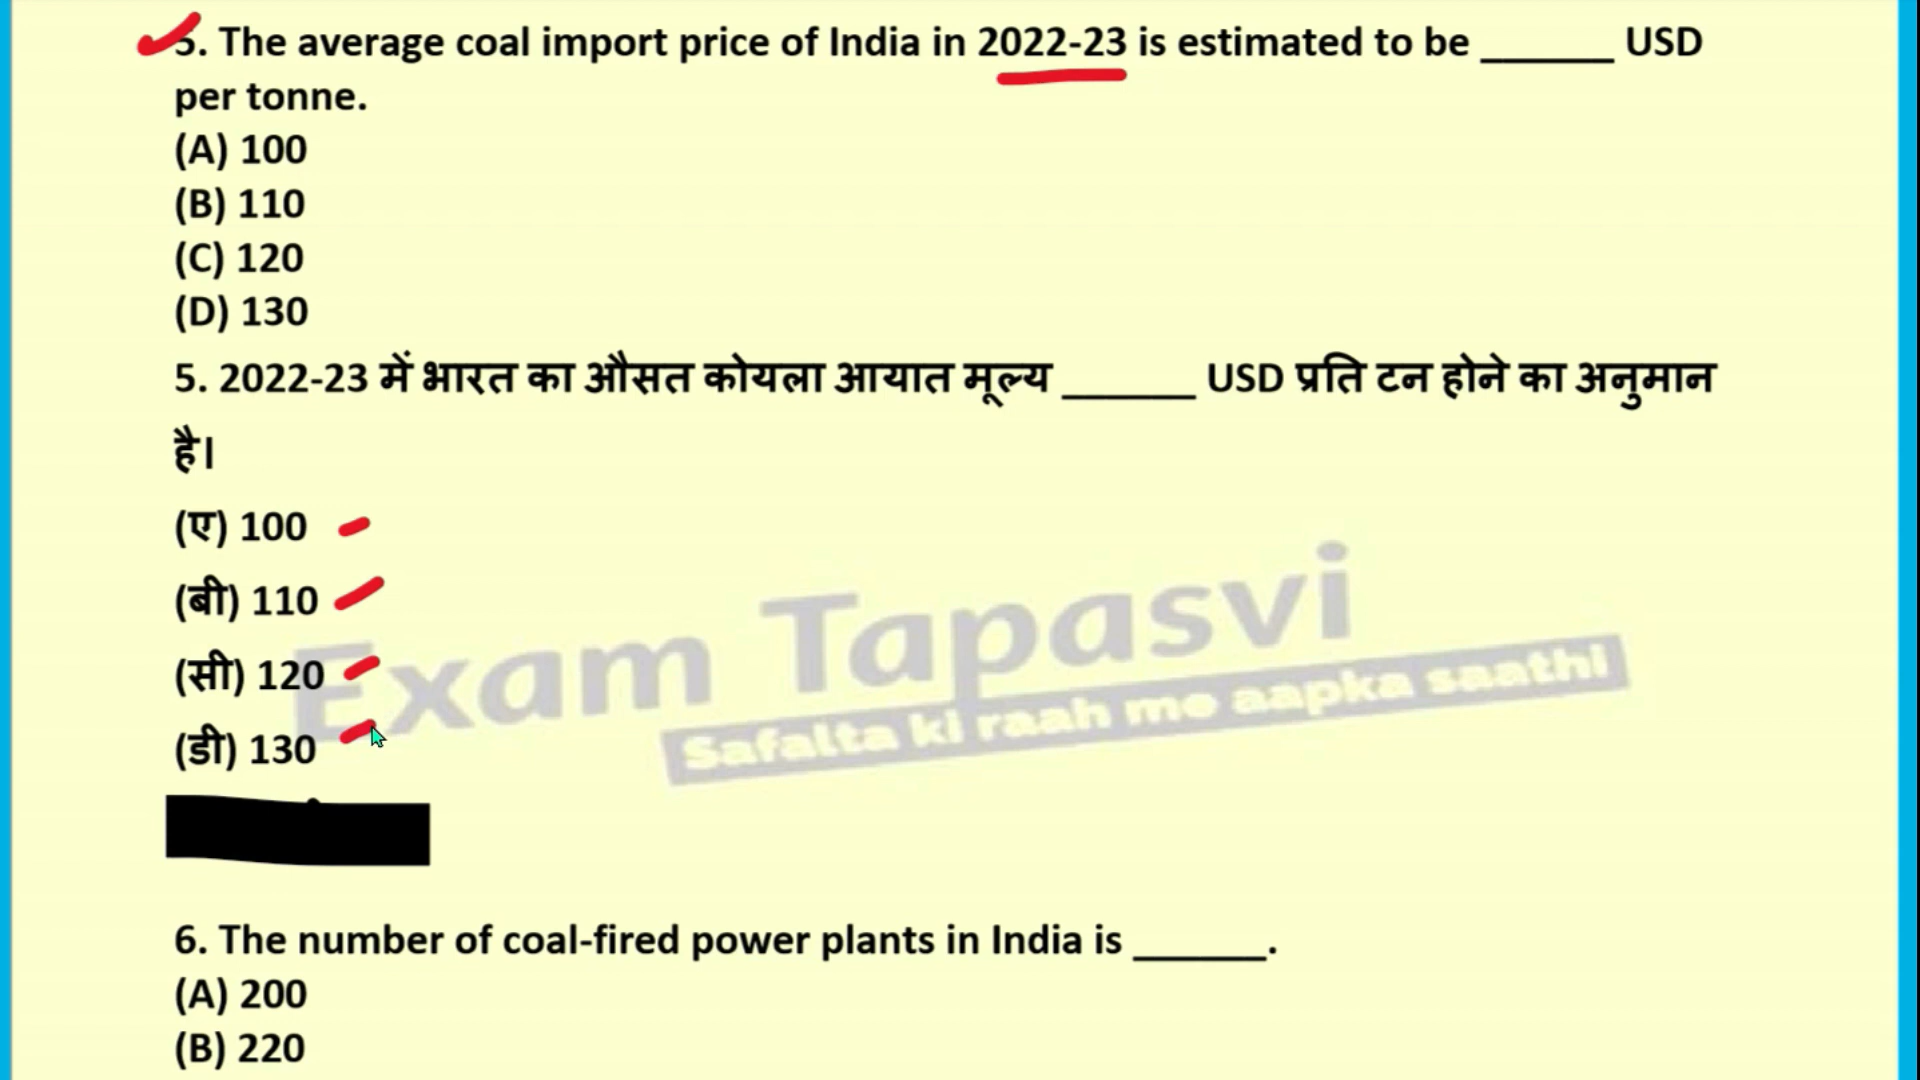 5. The average coal import price of India in 2022-23 is estimated to be ______ USD
per tonne.
(A) 100
(B) 110
(C) 120
(D) 130
5. 2022-23 में भारत का औसत कोयला आयात मूल्य ______ USD प्रति टन होने का अनुमान
है।
(ए) 100
(बी) 110
(सी) 120
(डी) 130
Exam Tapasvi
Safalta ki raah me aapka saathi
6. The number of coal-fired power plants in India is ______.
(A) 200
(B) 220